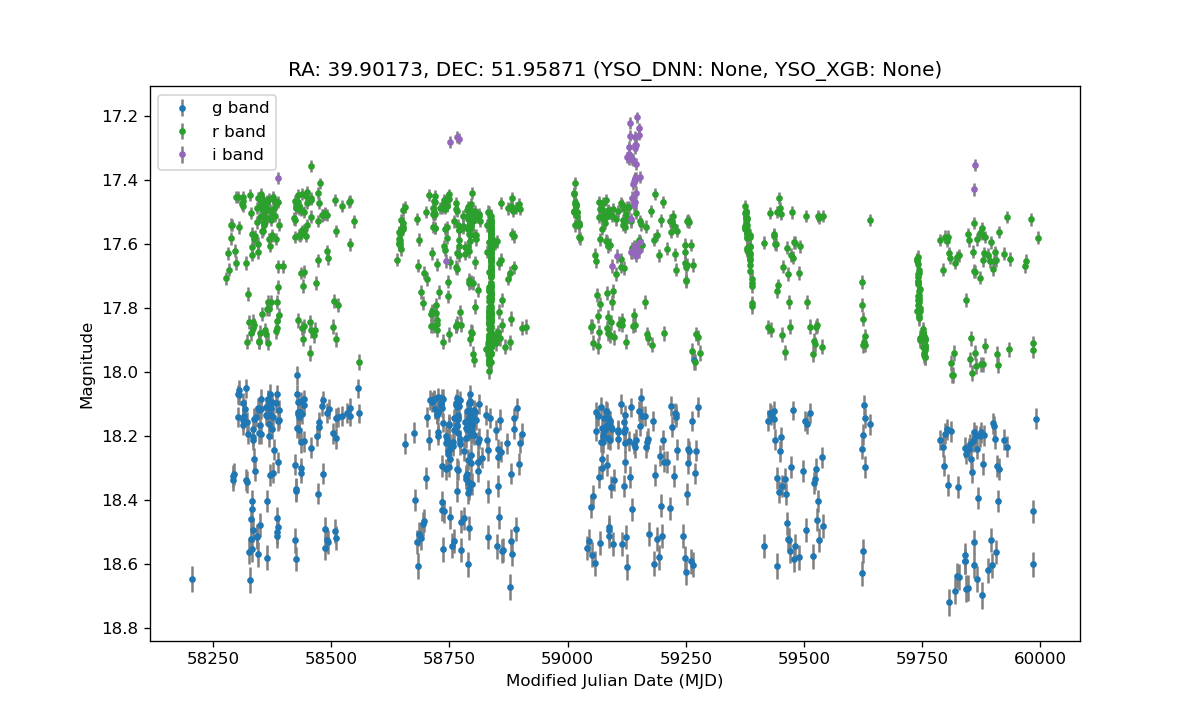 RA: 39.90173, DEC: 51.95871 (YSO_DNN: None, YSO_XGB: None)
g band
r band
i band
17.2
17.4
17.6
17.8
18.0
18.2
18.4
18.6
18.8
Magnitude
58250 58500 58750 59000 59250 59500 59750 60000
Modified Julian Date (MJD)